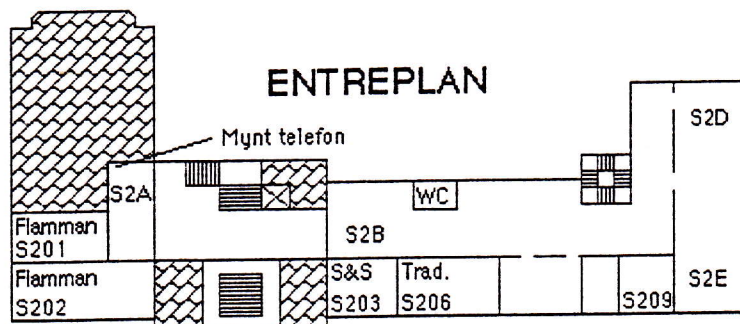 ENTREPLAN
S2D
Mynt telefon
S2A
WC
Flamman
S201
S2B
Flamman
S202
S&S
S203
Trad.
S206
S209
S2E